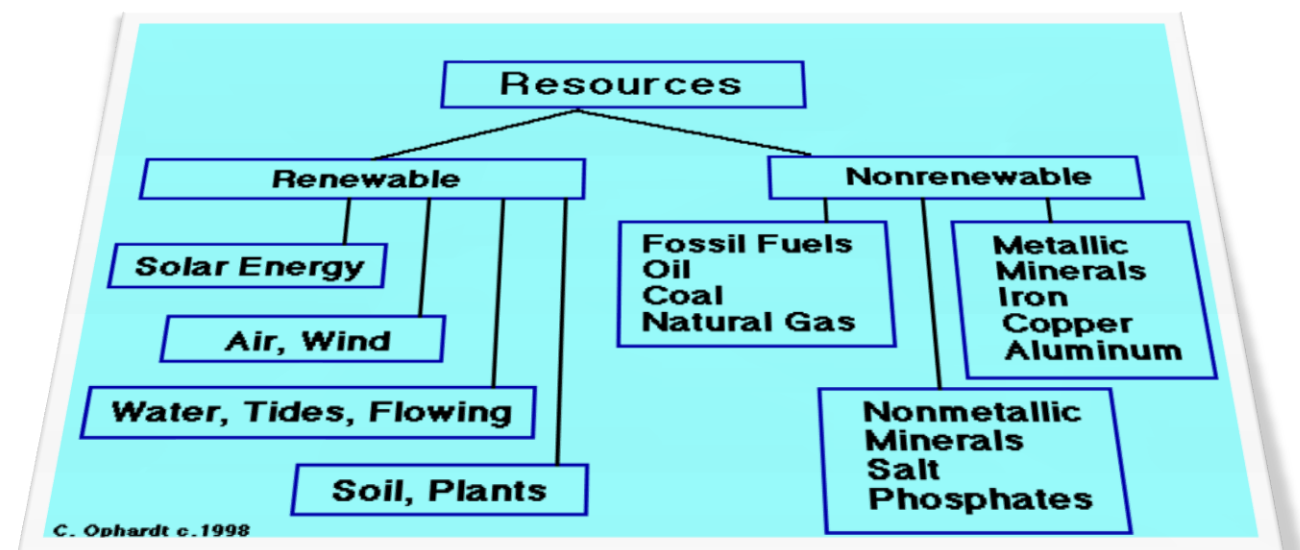 Resources
Renewable
Nonrenewable
Solar Energy
Air, Wind
Water, Tides, Flowing
Soil, Plants
Fossil Fuels
Oil
Coal
Natural Gas
Nonmetallic
Minerals
Salt
Phosphates
Metallic
Minerals
Iron
Copper
Aluminum
C. Ophardt c.1998